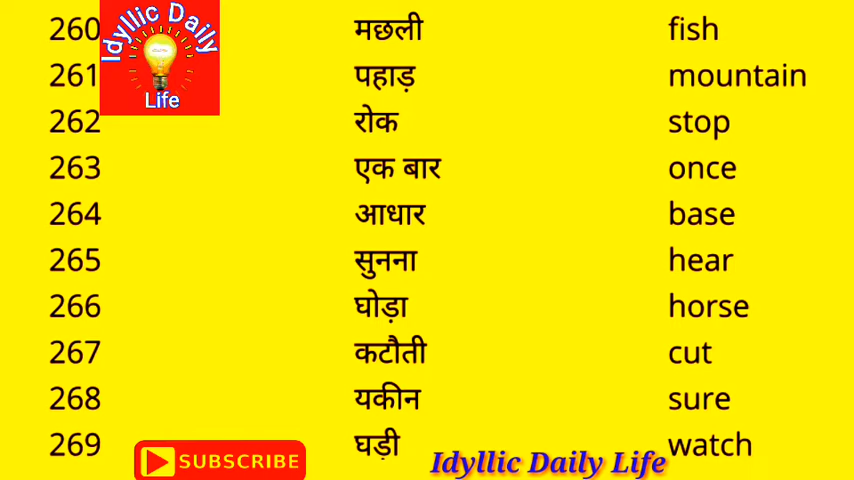 Idyllic Daily
Life
260 मछली fish
261 पहाड़ mountain
262 रोक stop
263 एक बार once
264 आधार base
265 सुनना hear
266 घोड़ा horse
267 कटौती cut
268 यकीन sure
269 घड़ी watch
SUBSCRIBE
Idyllic Daily Life